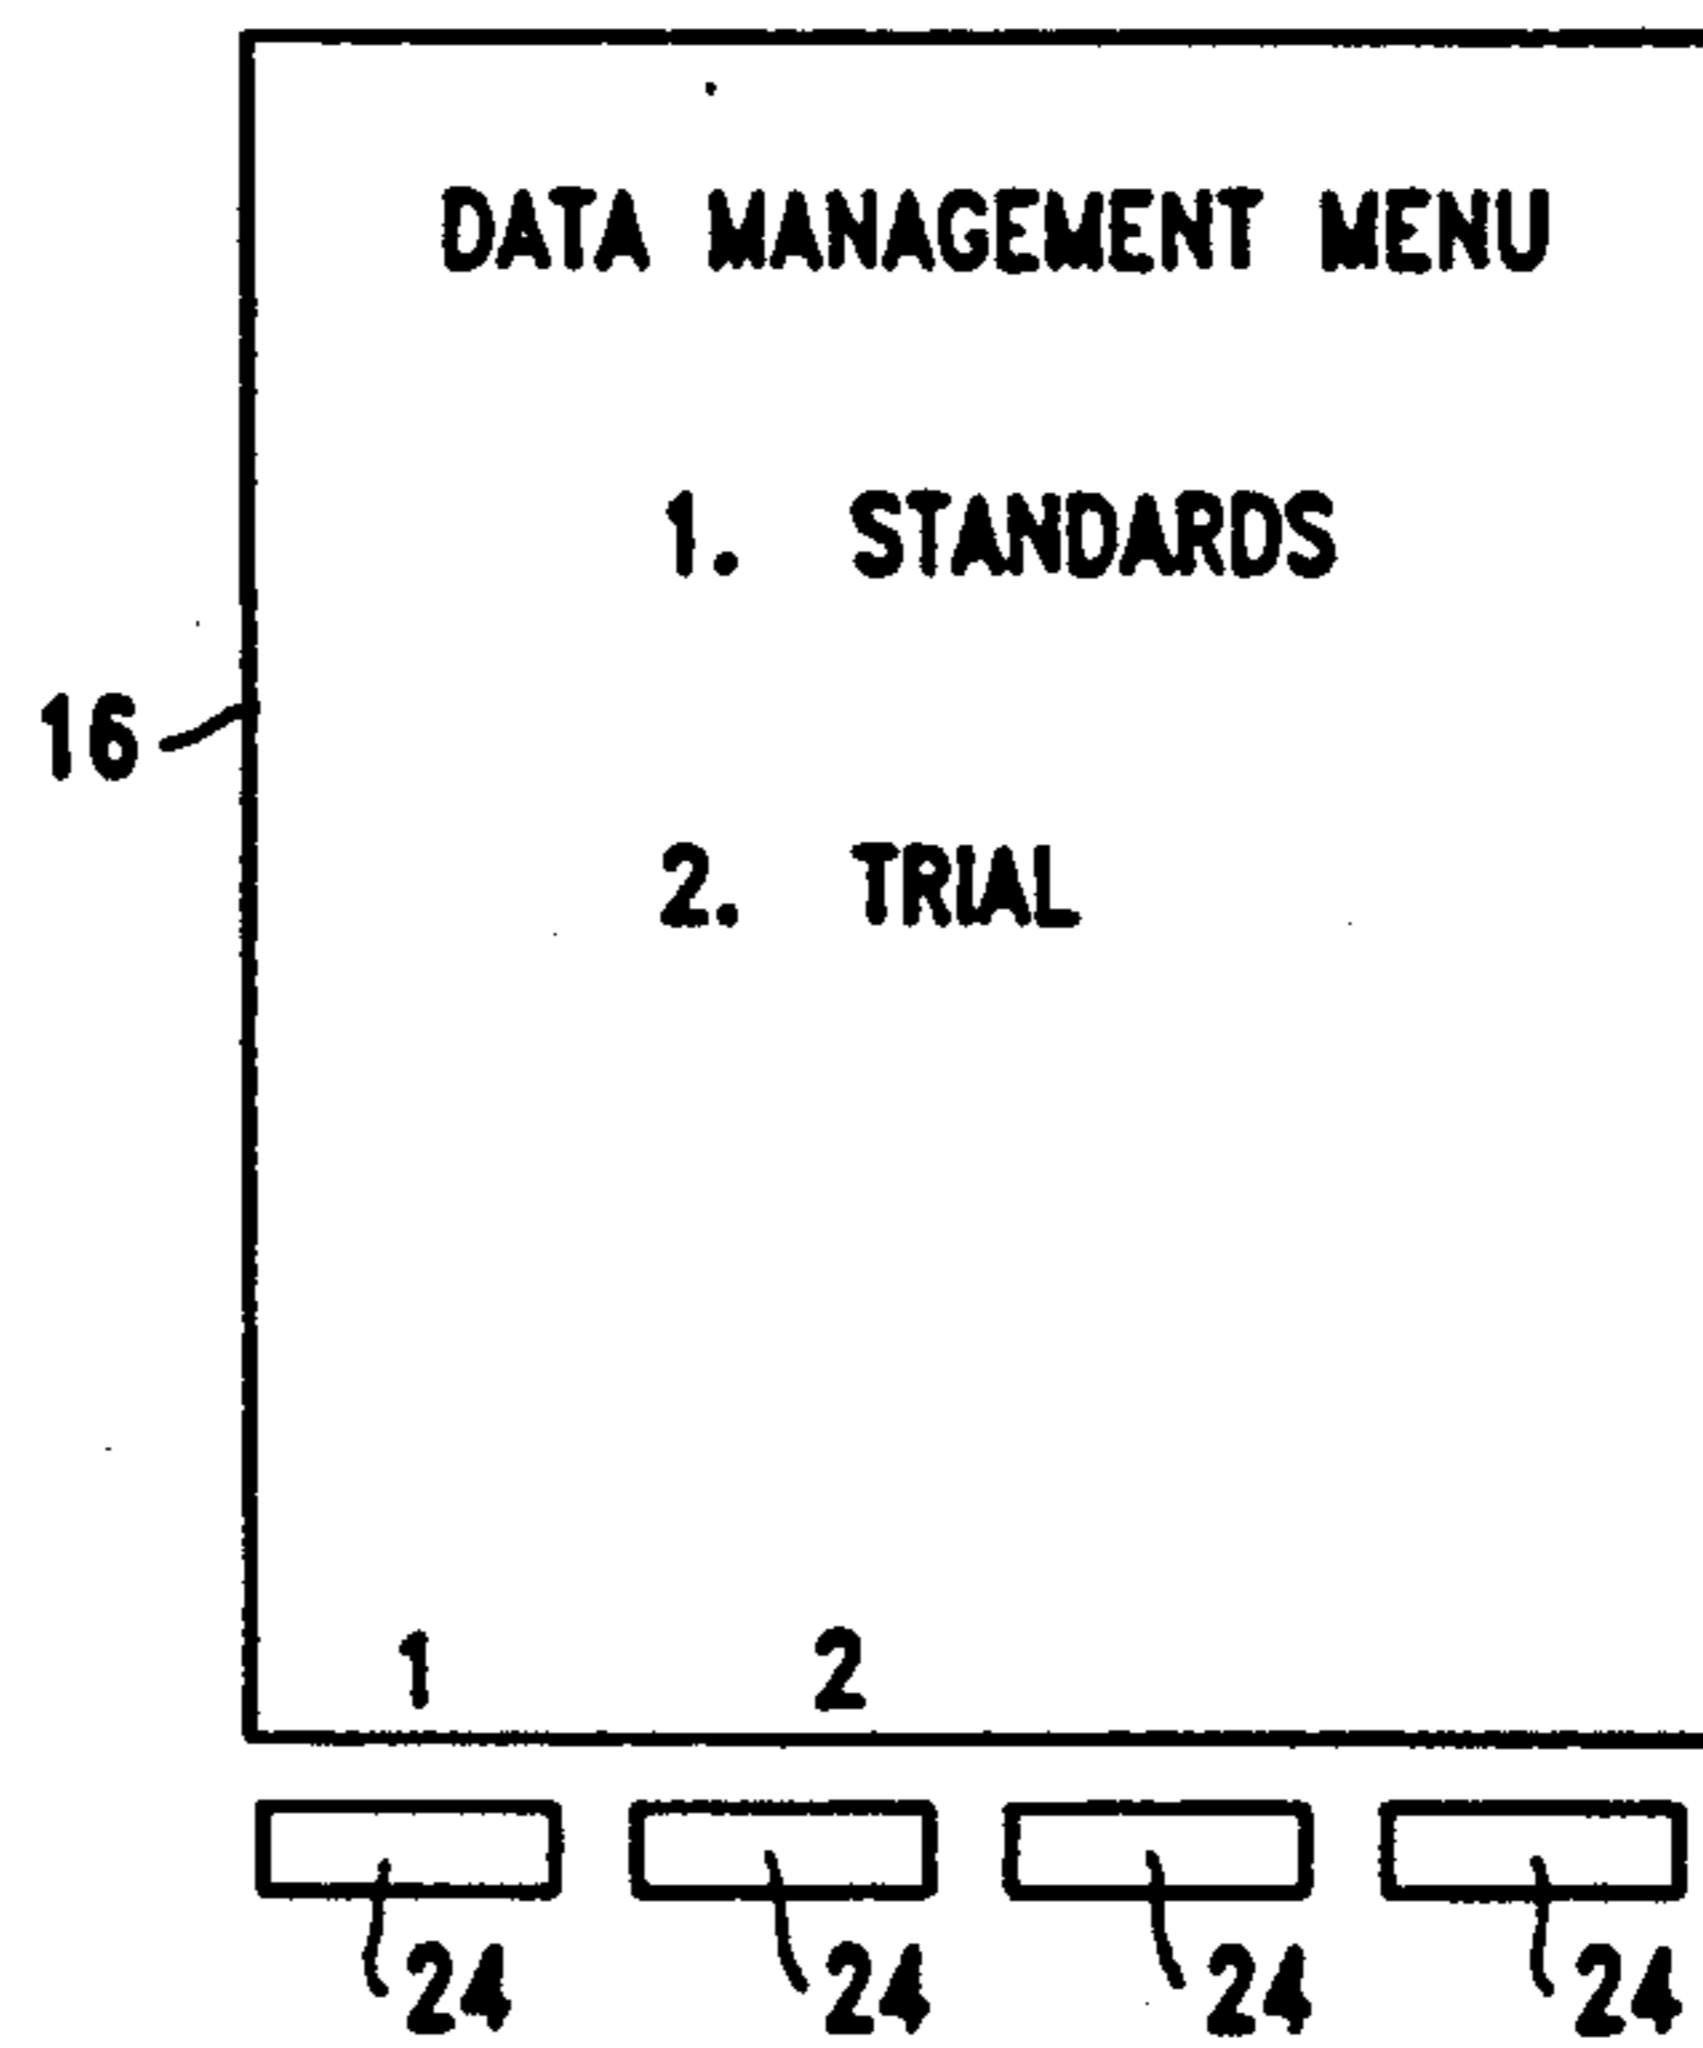 DATA MANAGEMENT MENU
1. STANDARDS
16
2. TRIAL
1 2
24 24 24 24